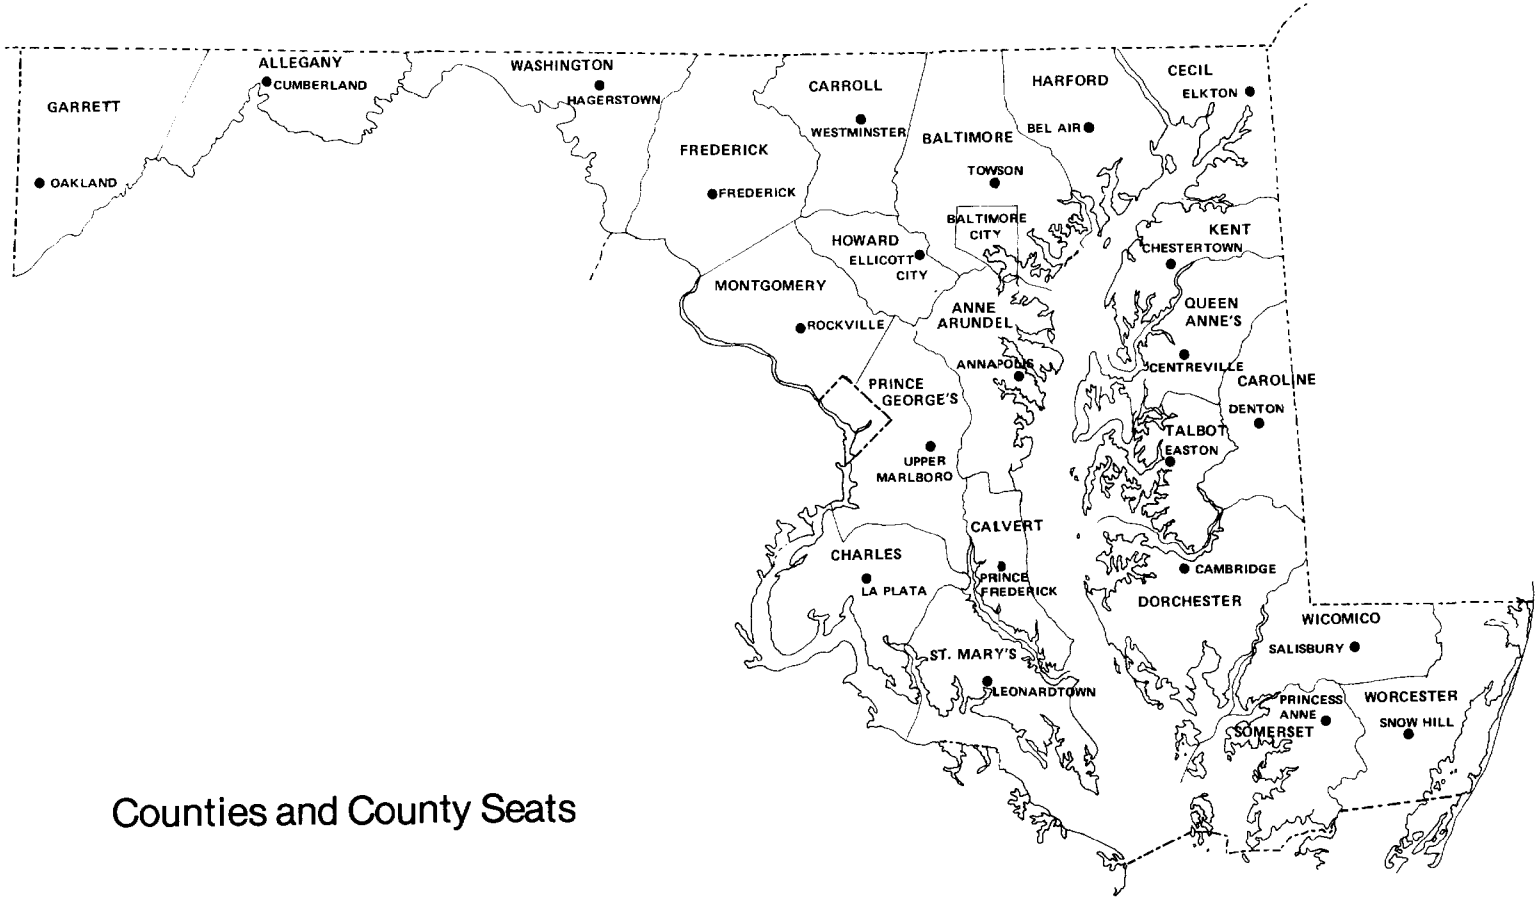 GARRETT
OAKLAND
ALLEGANY
CUMBERLAND
WASHINGTON
HAGERSTOWN
FREDERICK
FREDERICK
CARROLL
WESTMINSTER
BALTIMORE
TOWSON
BALTIMORE
CITY
HARFORD
BEL AIR
CECIL
ELKTON
HOWARD
ELLICOTT
CITY
MONTGOMERY
ROCKVILLE
ANNE
ARUNDEL
ANNAPOLIS
PRINCE
GEORGE'S
UPPER
MARLBORO
KENT
CHESTERTOWN
QUEEN
ANNE'S
CENTREVILLE
CAROLINE
DENTON
TALBOT
EASTON
CALVERT
PRINCE
FREDERICK
CHARLES
LA PLATA
ST. MARY'S
LEONARDTOWN
CAMBRIDGE
DORCHESTER
WICOMICO
SALISBURY
PRINCESS
ANNE
SOMERSET
WORCESTER
SNOW HILL
Counties and County Seats